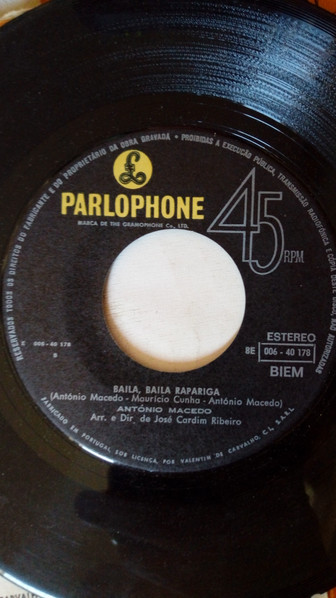 RESERVADOS TODOS OS DIREITOS DO FABRICANTE E DO PROPRIETÁRIO DA OBRA GRAVADA • PROIBIDAS A EXECUÇÃO PÚBLICA, TRANSMISSÃO RADIOFÓNICA E CÓPIA DESTE
£
PARLOPHONE
MARCA DE THE GRAMOPHONE Co., LTD.
45 RPM
ESTEREO
E 006-40 178
8E 006-40 178
BIEM
BAILA, BAILA RAPARIGA
(António Macedo - Maurício Cunha - António Macedo)
ANTÓNIO MACEDO
Arr. e Dir. de José Cardim Ribeiro
FABRICADO EM PORTUGAL SOB LICENÇA, POR VALENTIM DE CARVALHO, C. I. S.A.R.L.